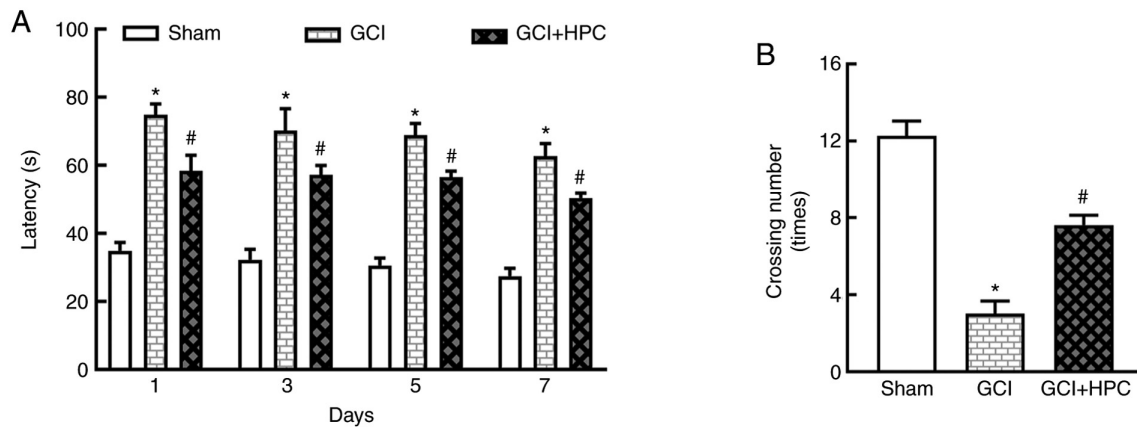 A
Sham
GCI
GCI+HPC
Latency (s)
100
80
60
40
20
0
*
#
*
#
*
#
*
#
1
3
5
7
Days
B
Crossing number
(times)
16
12
8
4
0
*
#
Sham
GCI
GCI+HPC